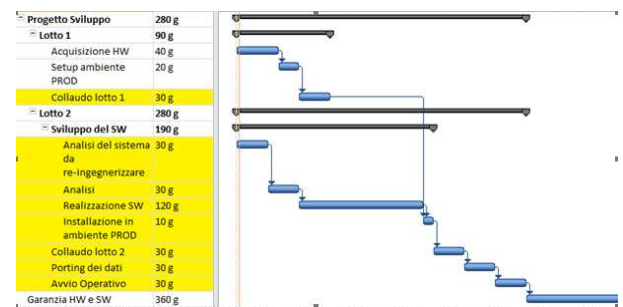 Progetto Sviluppo 280 g
Lotto 1 90 g
Acquisizione HW 40 g
Setup ambiente 20 g
PROD
Collaudo lotto 1 30 g
Lotto 2 280 g
Sviluppo del SW 190 g
Analisi del sistema 30 g
da
re-ingegnerizzare
Analisi 30 g
Realizzazione SW 120 g
Installazione in 10 g
ambiente PROD
Collaudo lotto 2 30 g
Porting dei dati 30 g
Avvio Operativo 30 g
Garanzia HW e SW 360 g